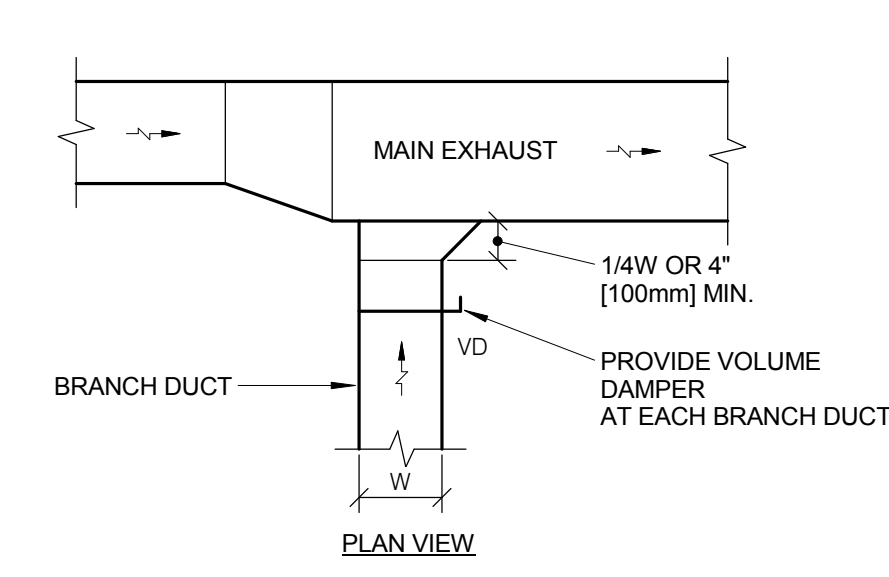 MAIN EXHAUST
1/4W OR 4"
[100mm] MIN.
VD
PROVIDE VOLUME
DAMPER
AT EACH BRANCH DUCT
BRANCH DUCT
W
PLAN VIEW